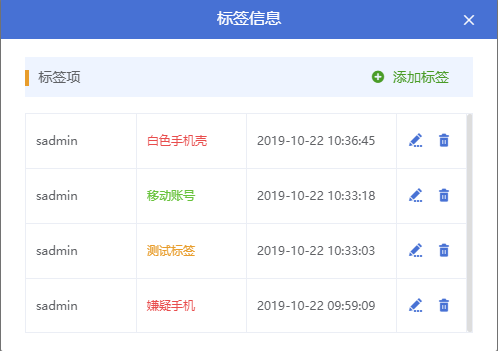 标签信息
标签项 添加标签
sadmin 白色手机壳 2019-10-22 10:36:45
sadmin 移动账号 2019-10-22 10:33:18
sadmin 测试标签 2019-10-22 10:33:03
sadmin 嫌疑手机 2019-10-22 09:59:09